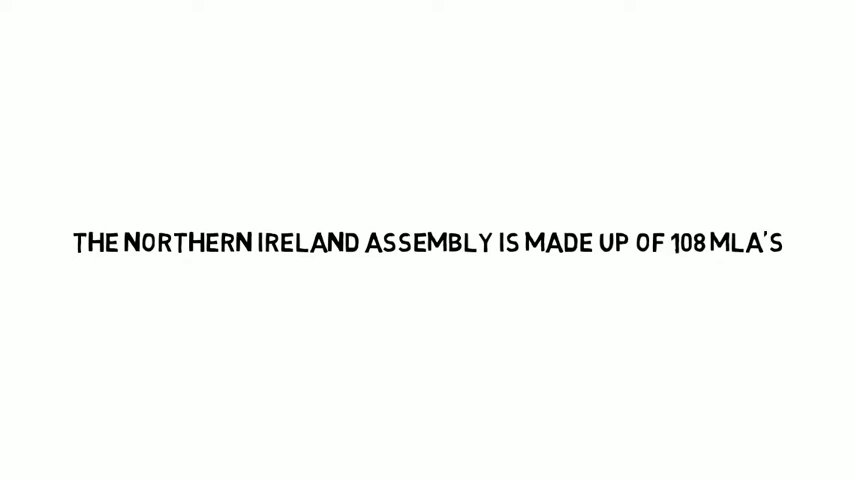 THE NORTHERN IRELAND ASSEMBLY IS MADE UP OF 108 MLA'S